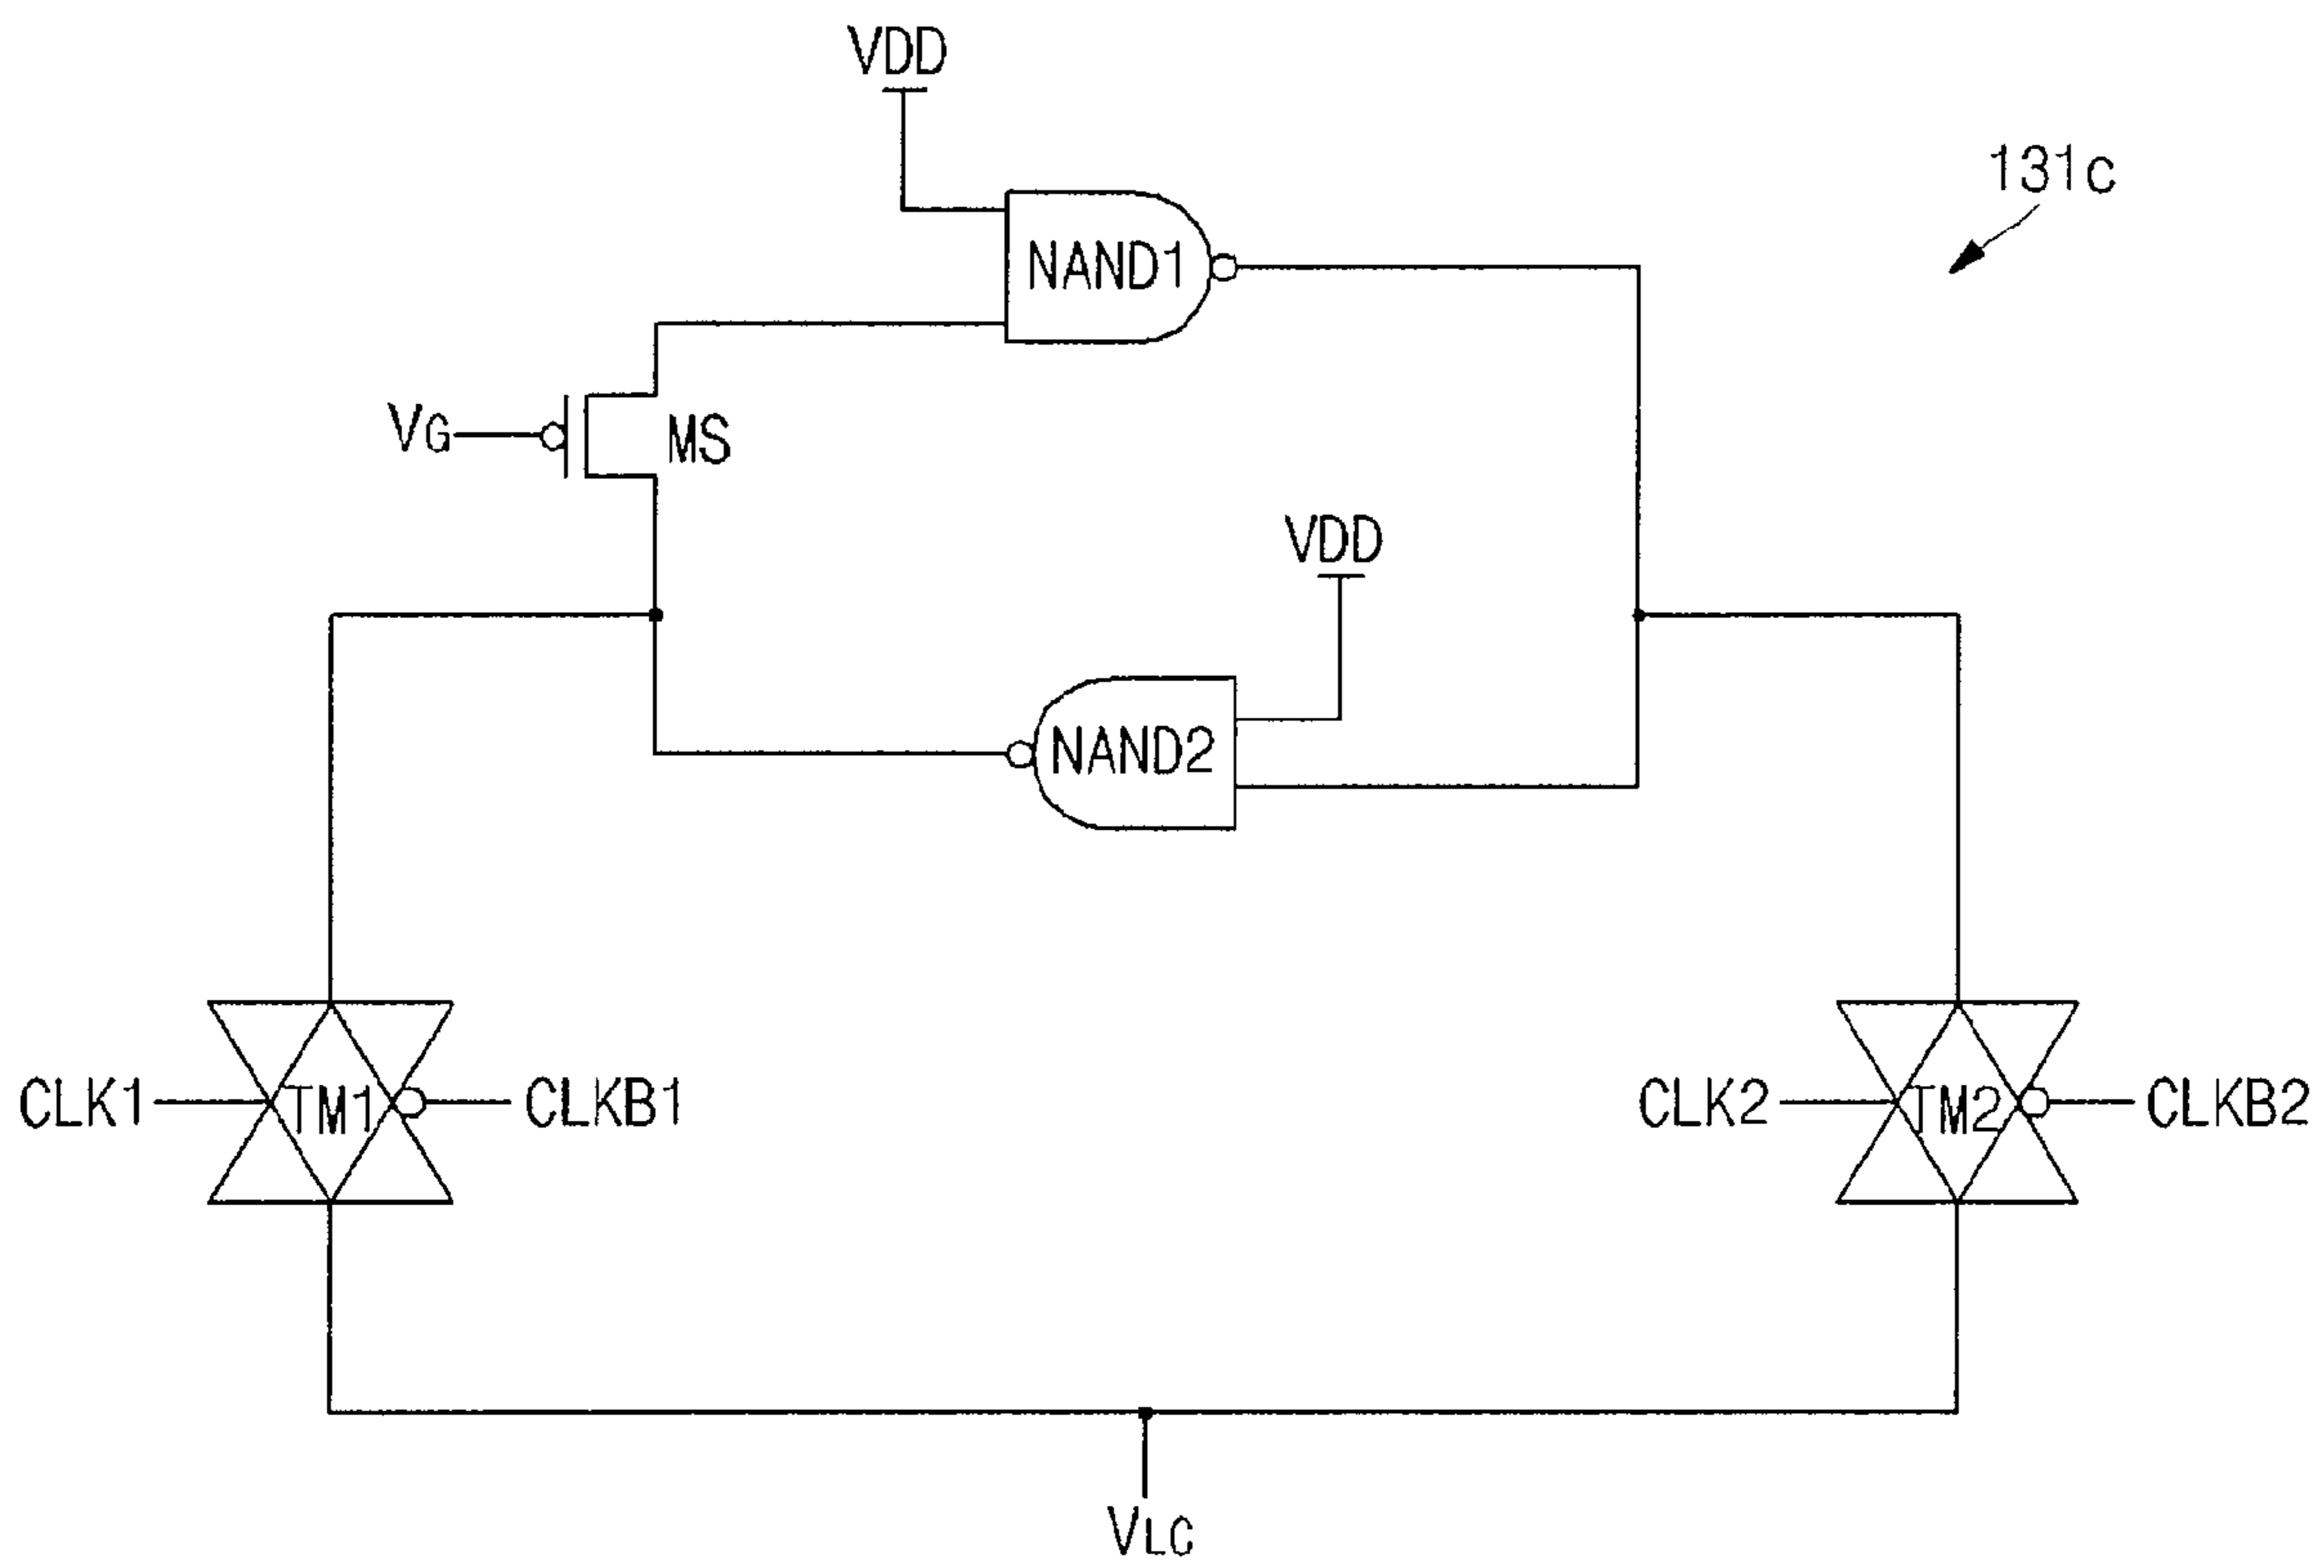 VDD
131c
NAND1
VG
MS
VDD
NAND2
CLK1
TM1
CLKB1
CLK2
TM2
CLKB2
VLC